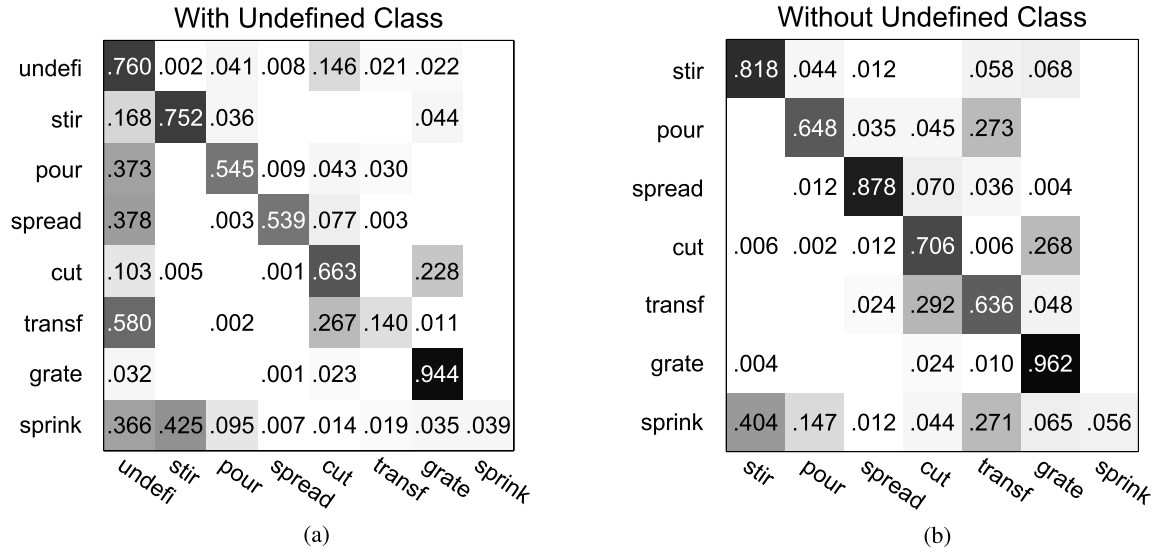 With Undefined Class
undefi .760 .002 .041 .008 .146 .021 .022
stir .168 .752 .036 .044
pour .373 .545 .009 .043 .030
spread .378 .003 .539 .077 .003
cut .103 .005 .001 .663 .228
transf .580 .002 .267 .140 .011
grate .032 .001 .023 .944
sprink .366 .425 .095 .007 .014 .019 .035 .039
undefi stir pour spread cut transf grate sprink
(a)
Without Undefined Class
stir .818 .044 .012 .058 .068
pour .648 .035 .045 .273
spread .012 .878 .070 .036 .004
cut .006 .002 .012 .706 .006 .268
transf .024 .292 .636 .048
grate .004 .024 .010 .962
sprink .404 .147 .012 .044 .271 .065 .056
stir pour spread cut transf grate sprink
(b)